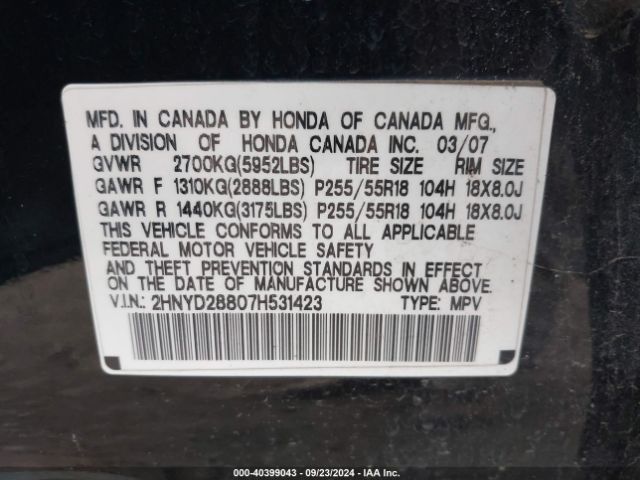 MFD. IN CANADA BY HONDA OF CANADA MFG.,
A DIVISION OF HONDA CANADA INC. 03/07
GVWR 2700KG(5952LBS) TIRE SIZE RIM SIZE
GAWR F 1310KG(2888LBS) P255/55R18 104H 18X8.0J
GAWR R 1440KG(3175LBS) P255/55R18 104H 18X8.0J
THIS VEHICLE CONFORMS TO ALL APPLICABLE
FEDERAL MOTOR VEHICLE SAFETY
AND THEFT PREVENTION STANDARDS IN EFFECT
ON THE DATE OF MANUFACTURE SHOWN ABOVE.
V.I.N.: 2HNYD28807H531423 TYPE: MPV
000-40399043 - 09/23/2024 - IAA Inc.